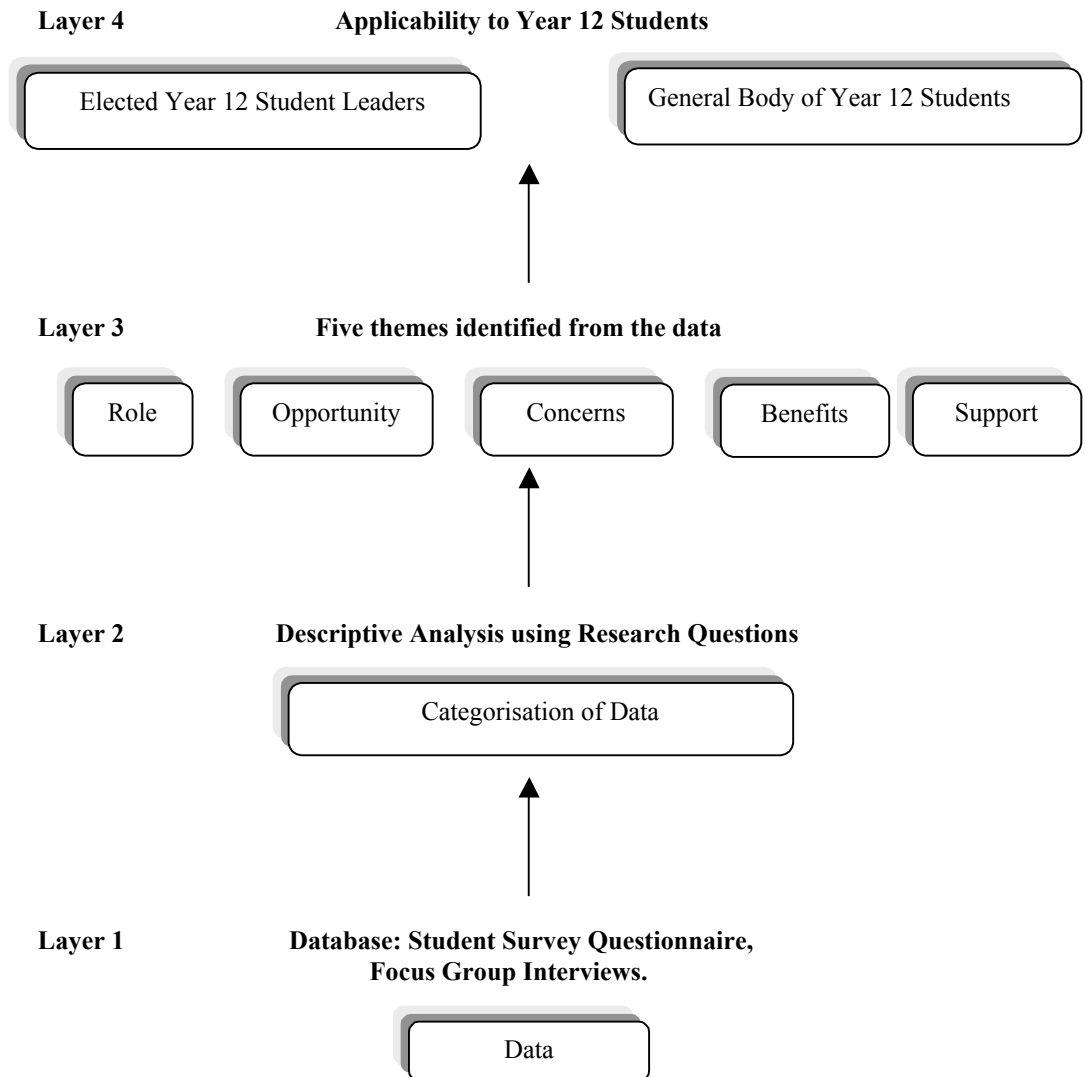 Layer 4 Applicability to Year 12 Students
Elected Year 12 Student Leaders General Body of Year 12 Students
Layer 3 Five themes identified from the data
Role Opportunity Concerns Benefits Support
Layer 2 Descriptive Analysis using Research Questions
Categorisation of Data
Layer 1 Database: Student Survey Questionnaire,
Focus Group Interviews.
Data